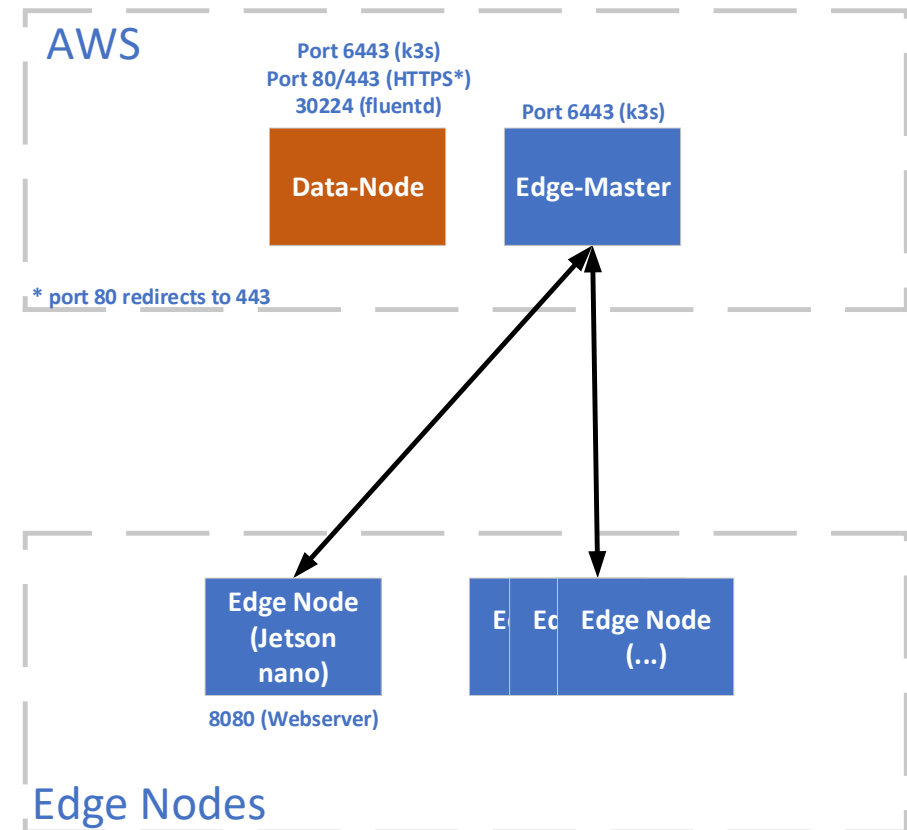 AWS
Port 6443 (k3s)
Port 80/443 (HTTPS*)
30224 (fluentd)
Port 6443 (k3s)
Data-Node
Edge-Master
* port 80 redirects to 443
Edge Node
(Jetson
nano)
Ed
Edge Node
(...)
8080 (Webserver)
Edge Nodes